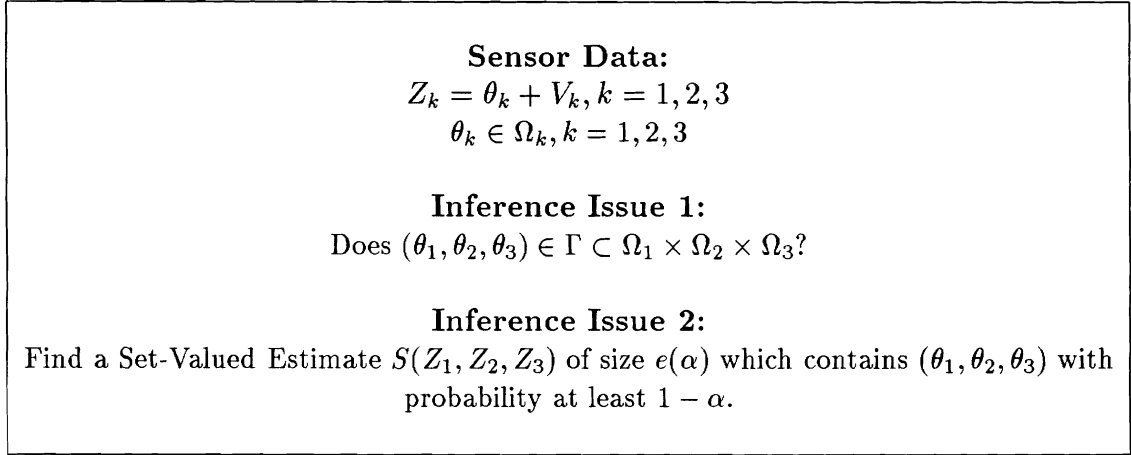 Sensor Data:
Z_k = θ_k + V_k, k = 1, 2, 3
θ_k ∈ Ω_k, k = 1, 2, 3
Inference Issue 1:
Does (θ_1, θ_2, θ_3) ∈ Γ ⊂ Ω_1 × Ω_2 × Ω_3?
Inference Issue 2:
Find a Set-Valued Estimate S(Z_1, Z_2, Z_3) of size e(α) which contains (θ_1, θ_2, θ_3) with
probability at least 1 − α.